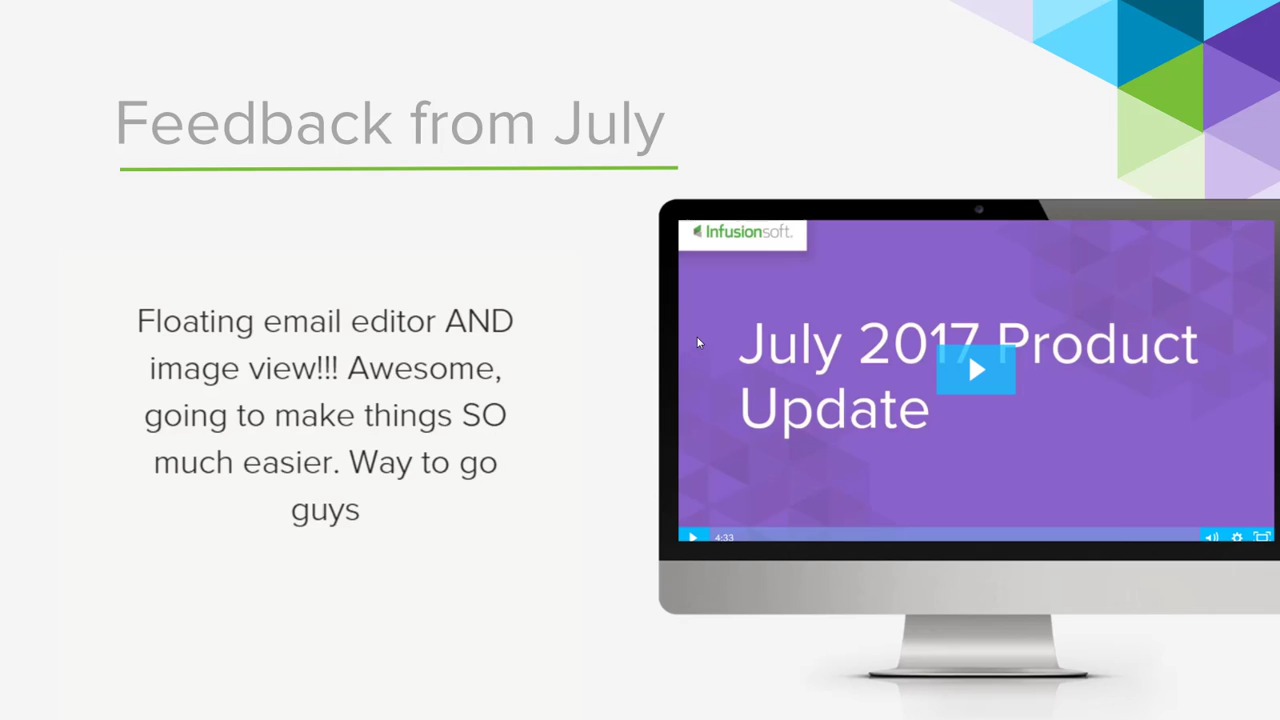 Feedback from July
Floating email editor AND
image view!!! Awesome,
going to make things SO
much easier. Way to go
guys
Infusionsoft.
July 2017 Product
Update
4:33